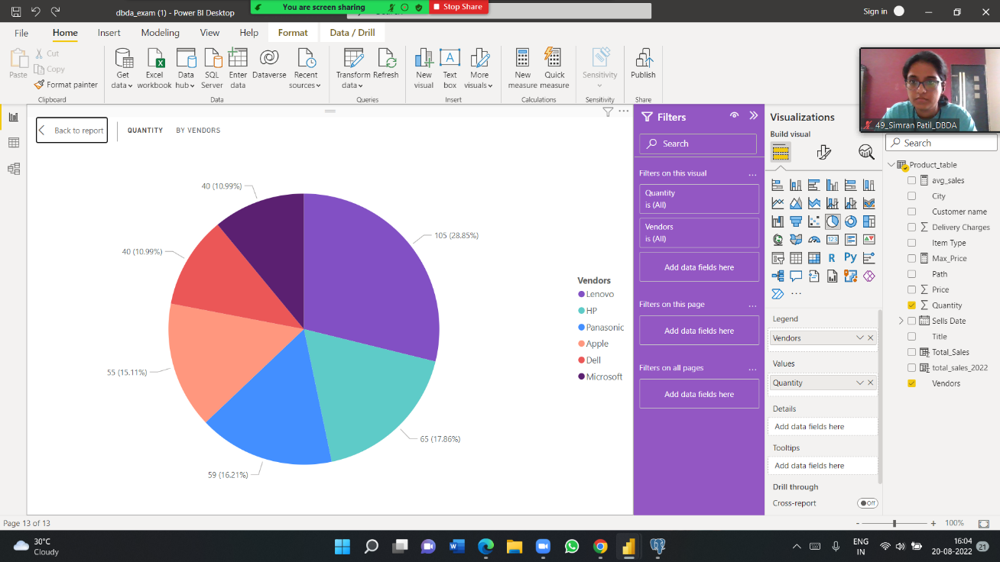 dbda_exam (1) - Power BI Desktop
You are screen sharing
Stop Share
Sign in
File
Home
Insert
Modeling
View
Help
Format
Data / Drill
Paste
Cut
Copy
Format painter
Clipboard
Get data
Excel workbook
Data hub
SQL Server
Enter data
Dataverse
Recent sources
Data
Transform data
Refresh
Queries
New visual
Text box
More visuals
Insert
New measure
Quick measure
Calculations
Sensitivity
Sensitivity
Publish
Share
49_Simran Patil_DBDA
Back to report
QUANTITY
BY VENDORS
40 (10.99%)
105 (28.85%)
40 (10.99%)
55 (15.11%)
65 (17.86%)
59 (16.21%)
Vendors
Lenovo
HP
Panasonic
Apple
Dell
Microsoft
Filters
Search
Filters on this visual
...
Quantity
is (All)
Vendors
is (All)
Add data fields here
Filters on this page
...
Add data fields here
Filters on all pages
...
Add data fields here
Visualizations
Build visual
123
R
Py
...
Legend
Vendors
Values
Quantity
Details
Add data fields here
Tooltips
Add data fields here
Drill through
Cross-report
Off
Search
Product_table
avg_sales
City
Customer name
Delivery Charges
Item Type
Max_Price
Path
Price
Quantity
Sells Date
Title
Total_Sales
total_sales_2022
Vendors
Page 13 of 13
- + 100%
30°C
Cloudy
ENG
IN
16:04
20-08-2022
21